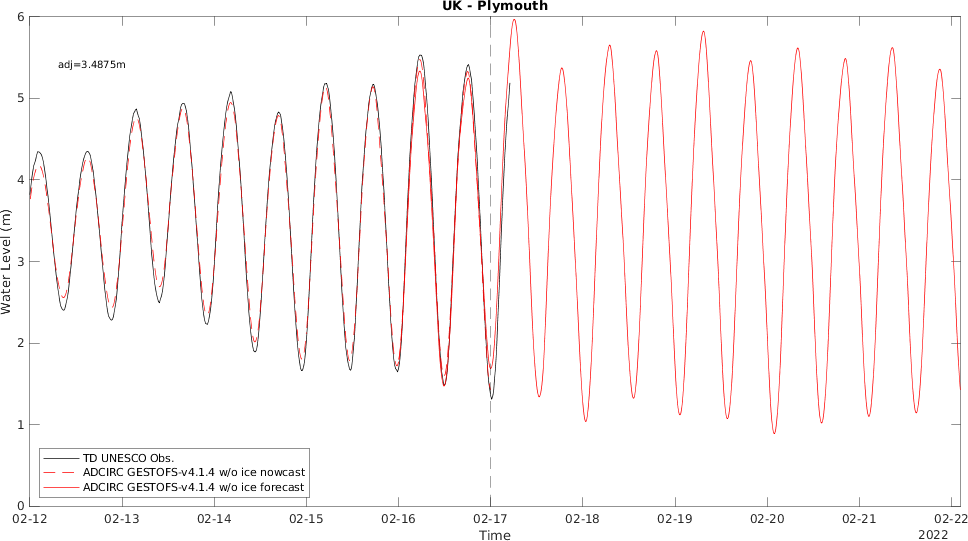 UK - Plymouth
adj=3.4875m
6
5
4
3
2
1
0
Water Level (m)
TD UNESCO Obs.
ADCIRC GESTOFS-v4.1.4 w/o ice nowcast
ADCIRC GESTOFS-v4.1.4 w/o ice forecast
02-12 02-13 02-14 02-15 02-16 02-17 02-18 02-19 02-20 02-21 02-22
Time
2022